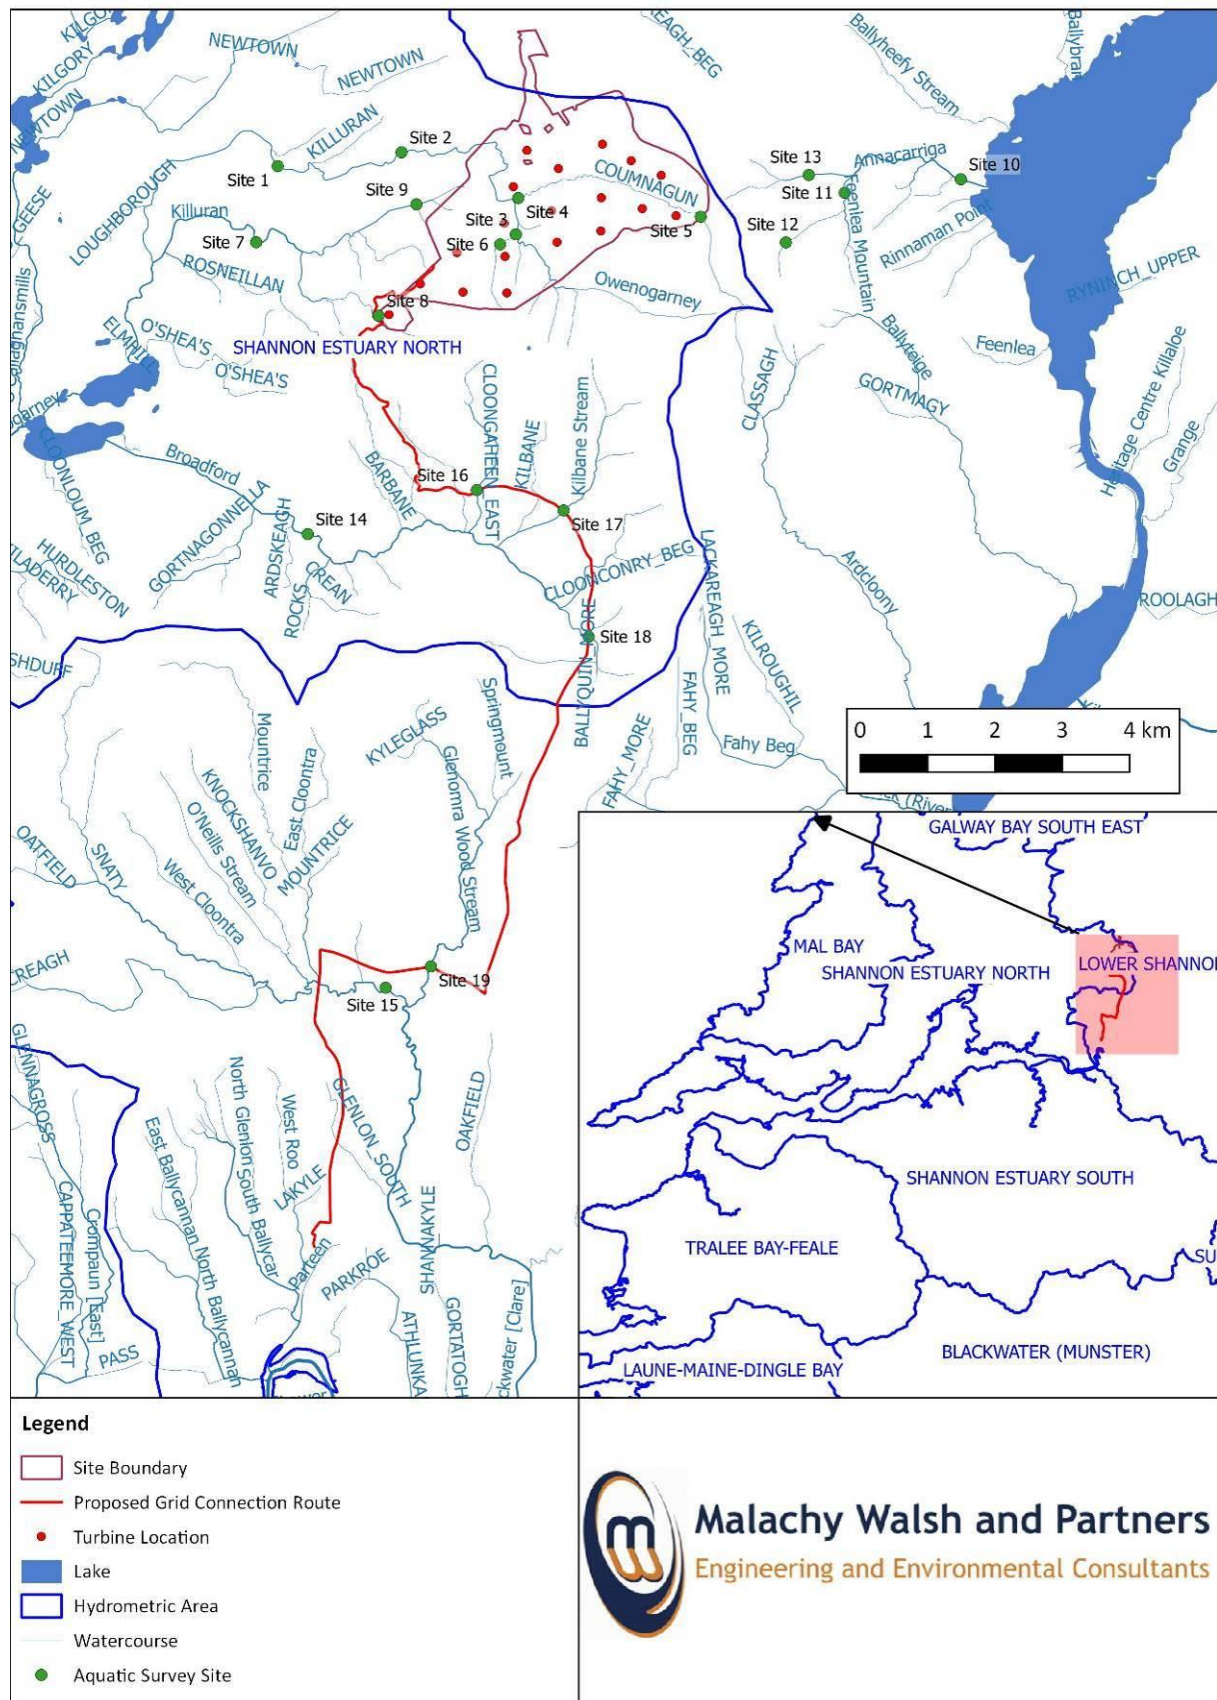 KILGORY
NEWTOWN
NEWTOWN
NEWTOWN
Ballyheefy Stream
KILLURAN
Site 2
Site 1
LOUGHBOROUGH
Site 9
COUMNAGUN
Site 13
Annacarriga
Site 10
Site 11
Feenlea Mountain
Rinnaman Point
Site 12
Killuran
Site 7
Site 3
Site 4
Site 6
Site 5
ROSNEILLAN
Owenogarney
RYNINCH_UPPER
Site 8
ELMHILL
O'SHEA'S
O'SHEA'S
SHANNON ESTUARY NORTH
CLASSAGH
Ballyteige
Feenlea
GORTMAGY
Heritage Centre Killaloe
Grange
CLOONLOUM BEG
Broadford
BARBANE
Site 16
CLOONGAHEEN_EAST
KILBANE
Kilbane Stream
Site 17
GORTNAGONNELLA
ARDSKEAGH
Site 14
HURDLESTON
ROCKS
CREAN
CLOONCONRY_BEG
LACKAREAGH_MORE
Ardcloony
BALLYQUIN_MORE
Site 18
KILROUGHIL
FAHY_BEG
Fahy Beg
FAHY_MORE
Springmount
KYLEGLASS
Glenomra Wood Stream
Mountrice
East Cloontra
KNOCKSHANVO
O'Neills Stream
MOUNTRICE
West Cloontra
SNATY
OATFIELD
Site 19
Site 15
0 1 2 3 4 km
GLENNAGROSS
CAPPATEEMORE_WEST
Crompaun [East]
PASS
East Ballycannan North Ballycannan
North Glenlon South Ballycar
West Roo
LAKYLE
GLENLON_SOUTH
OAKFIELD
SHANNAKYLE
Parteen
PARKROE
GALWAY BAY SOUTH EAST
MAL BAY
SHANNON ESTUARY NORTH
SHANNON ESTUARY SOUTH
TRALEE BAY-FEALE
BLACKWATER (MUNSTER)
LAUNE-MAINE-DINGLE BAY
Legend
Site Boundary
Proposed Grid Connection Route
Turbine Location
Lake
Hydrometric Area
Watercourse
Aquatic Survey Site
Malachy Walsh and Partners
Engineering and Environmental Consultants